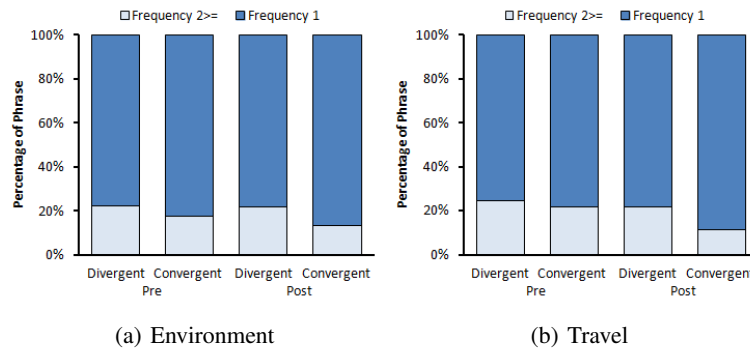 Frequency 2>= Frequency 1
100%
80%
60%
40%
20%
0%
Percentage of Phrase
Divergent Convergent Divergent Convergent
Pre Post
(a) Environment
Frequency 2>= Frequency 1
100%
80%
60%
40%
20%
0%
Percentage of Phrase
Divergent Convergent Divergent Convergent
Pre Post
(b) Travel